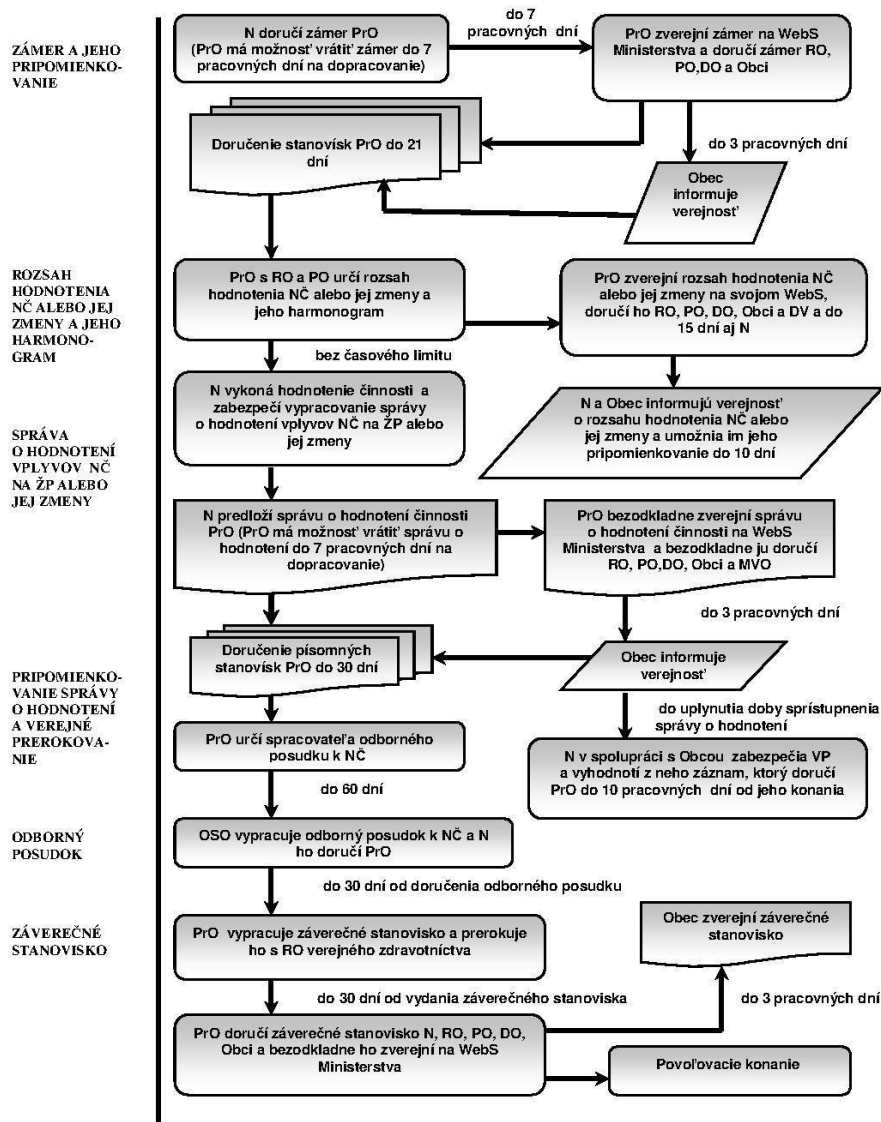 ZÁMER A JEHO
PRIPOMIENKO-
VANIE
N doručí zámer PrO
(PrO má možnosť vrátiť zámer do 7
pracovných dní na dopracovanie)
do 7
pracovných dní
PrO zverejní zámer na WebS
Ministerstva a doručí zámer RO,
PO,DO a Obci
Doručenie stanovísk PrO do 21
dní
do 3 pracovných dní
Obec
informuje
verejnosť
ROZSAH
HODNOTENIA
NČ ALEBO JEJ
ZMENY A JEHO
HARMONO-
GRAM
PrO s RO a PO určí rozsah
hodnotenia NČ alebo jej zmeny a
jeho harmonogram
PrO zverejní rozsah hodnotenia NČ
alebo jej zmeny na svojom WebS,
doručí ho RO, PO, DO, Obci a DV a do
15 dní aj N
bez časového limitu
N vykoná hodnotenie činnosti a
zabezpečí vypracovanie správy
o hodnotení vplyvov NČ na ŽP alebo
jej zmeny
N a Obec informujú verejnosť
o rozsahu hodnotenia NČ alebo
jej zmeny a umožnia im jeho
pripomienkovanie do 10 dní
SPRÁVA
O HODNOTENÍ
VPLYVOV NČ
NA ŽP ALEBO
JEJ ZMENY
N predloží správu o hodnotení činnosti
PrO (PrO má možnosť vrátiť správu o
hodnotení do 7 pracovných dní na
dopracovanie)
PrO bezodkladne zverejní správu
o hodnotení činnosti na WebS
Ministerstva a bezodkladne ju doručí
RO, PO,DO, Obci a MVO
do 3 pracovných dní
Doručenie písomných
stanovísk PrO do 30 dní
Obec informuje
verejnosť
PRIPOMIENKO-
VANIE SPRÁVY
O HODNOTENÍ
A VEREJNÉ
PREROKOVA-
NIE
do uplynutia doby sprístupnenia
správy o hodnotení
PrO určí spracovateľa odborného
posudku k NČ
N v spolupráci s Obcou zabezpečia VP
a vyhodnotí z neho záznam, ktorý doručí
PrO do 10 pracovných dní od jeho konania
do 60 dní
ODBORNÝ
POSUDOK
OSO vypracuje odborný posudok k NČ a N
ho doručí PrO
do 30 dní od doručenia odborného posudku
ZÁVEREČNÉ
STANOVISKO
PrO vypracuje záverečné stanovisko a prerokuje
ho s RO verejného zdravotníctva
Obec zverejní záverečné
stanovisko
do 30 dní od vydania záverečného stanoviska
do 3 pracovných dní
PrO doručí záverečné stanovisko N, RO, PO, DO,
Obci a bezodkladne ho zverejní na WebS
Ministerstva
Povoľovacie konanie